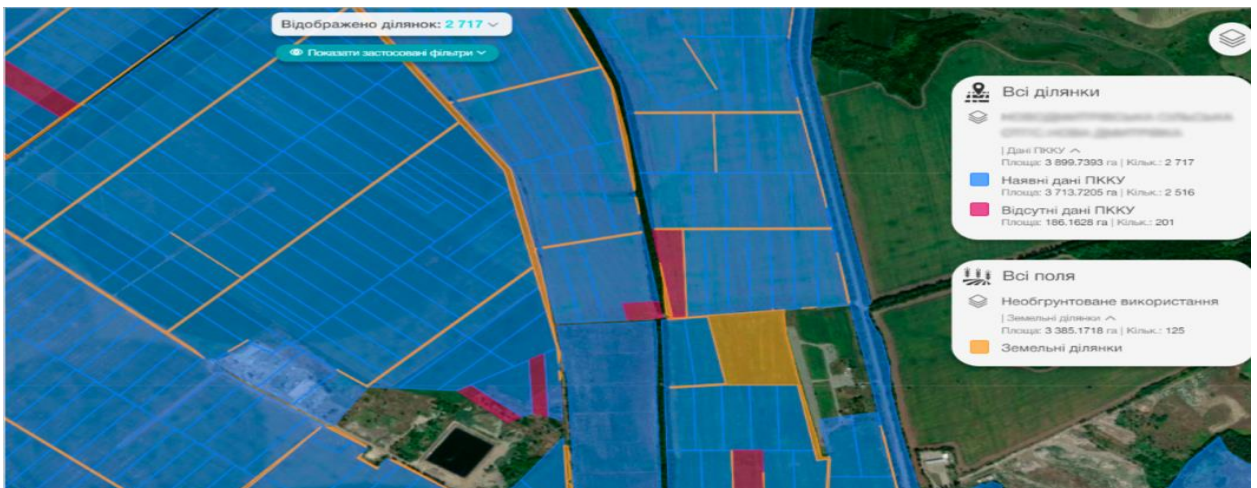 Відображено ділянок: 2 717
Показати застосовані фільтри
Всі ділянки
| Дані ПККУ
Площа: 3 899.7393 га | Кільк.: 2 717
Наявні дані ПККУ
Площа: 3 713.7205 га | Кільк.: 2 516
Відсутні дані ПККУ
Площа: 186.1628 га | Кільк.: 201
Всі поля
Необгрунтоване використання
| Земельні ділянки
Площа: 3 385.1718 га | Кільк.: 125
Земельні ділянки